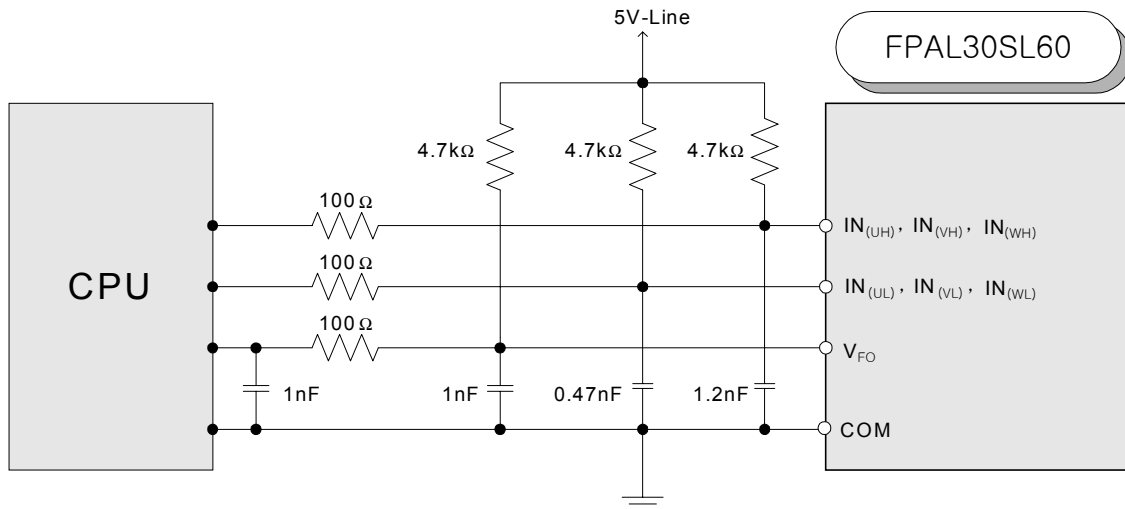 5V-Line
FPAL30SL60
4.7kΩ
4.7kΩ
4.7kΩ
100Ω
IN(UH), IN(VH), IN(WH)
CPU
100Ω
IN(UL), IN(VL), IN(WL)
100Ω
VFO
1nF
1nF
0.47nF
1.2nF
COM